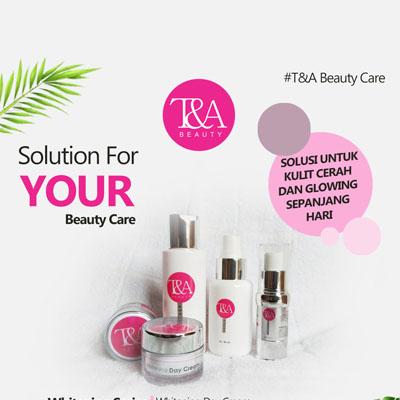 T&A
BEAUTY
#T&A Beauty Care
Solution For
YOUR
Beauty Care
SOLUSI UNTUK
KULIT CERAH
DAN GLOWING
SEPANJANG
HARI
T&A
T&A
T&A
T&A
T&A
Day Cream